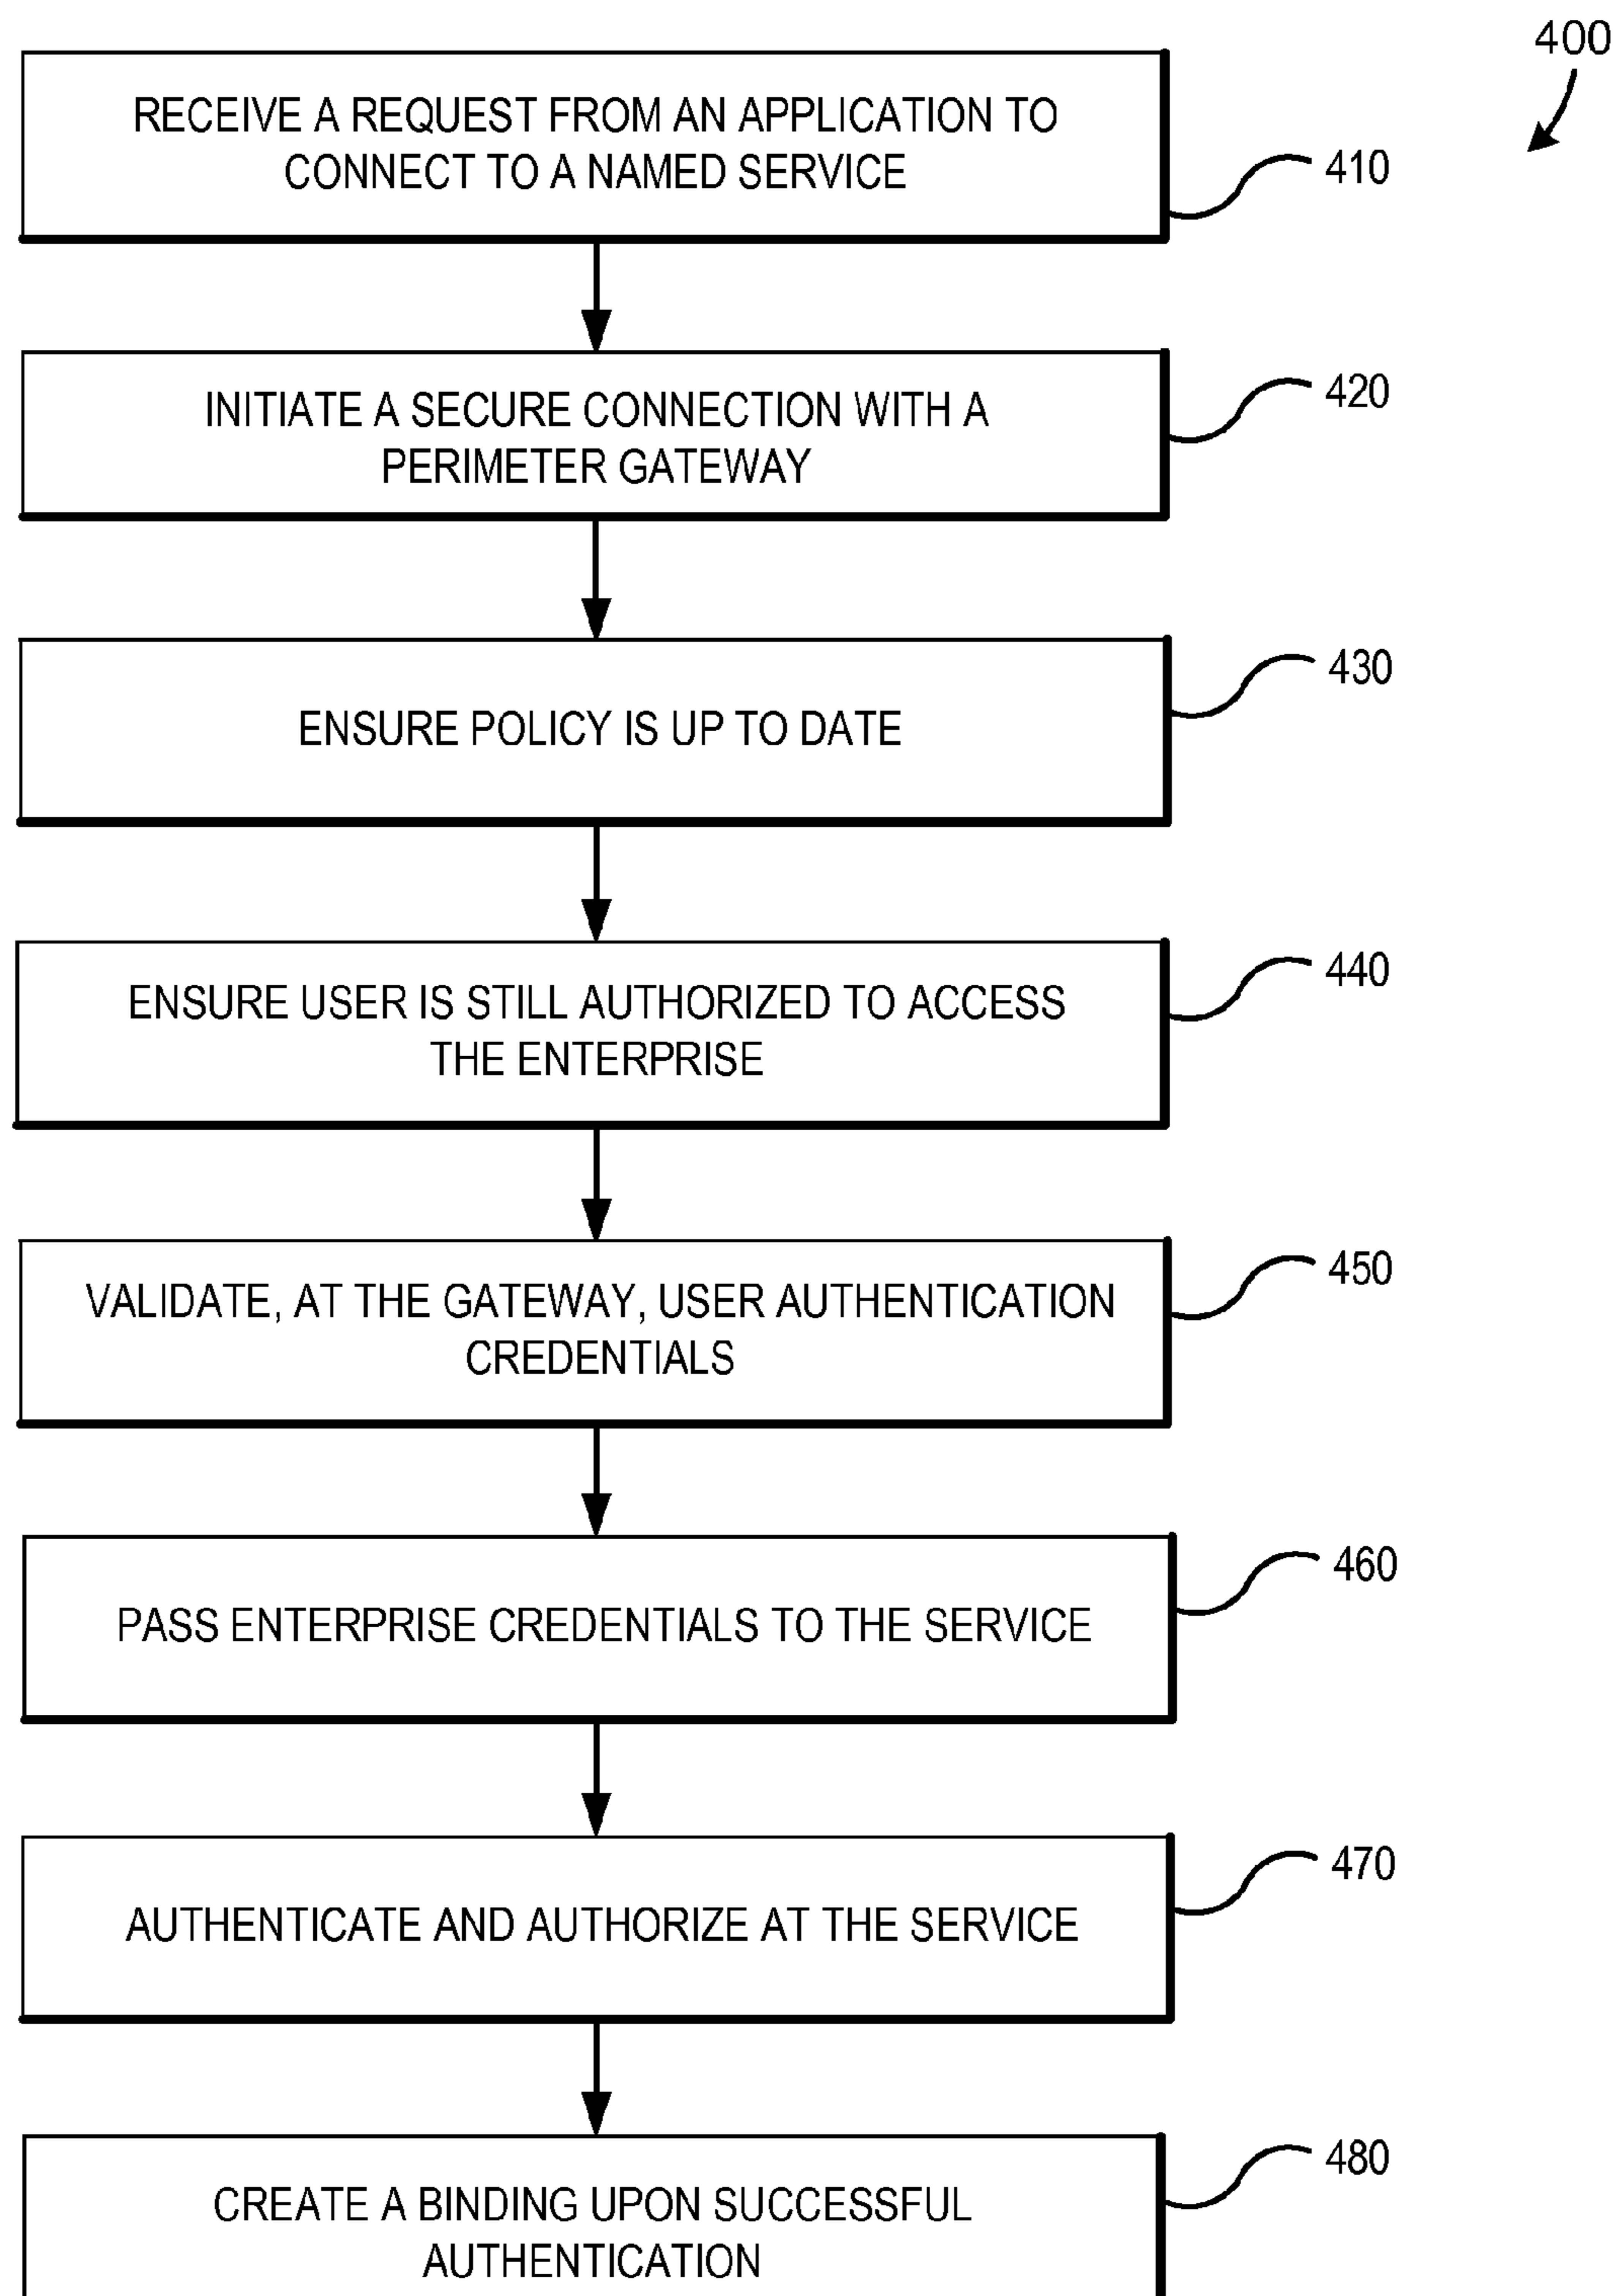 400
RECEIVE A REQUEST FROM AN APPLICATION TO
CONNECT TO A NAMED SERVICE
410
INITIATE A SECURE CONNECTION WITH A
PERIMETER GATEWAY
420
ENSURE POLICY IS UP TO DATE
430
ENSURE USER IS STILL AUTHORIZED TO ACCESS
THE ENTERPRISE
440
VALIDATE, AT THE GATEWAY, USER AUTHENTICATION
CREDENTIALS
450
PASS ENTERPRISE CREDENTIALS TO THE SERVICE
460
AUTHENTICATE AND AUTHORIZE AT THE SERVICE
470
CREATE A BINDING UPON SUCCESSFUL
AUTHENTICATION
480